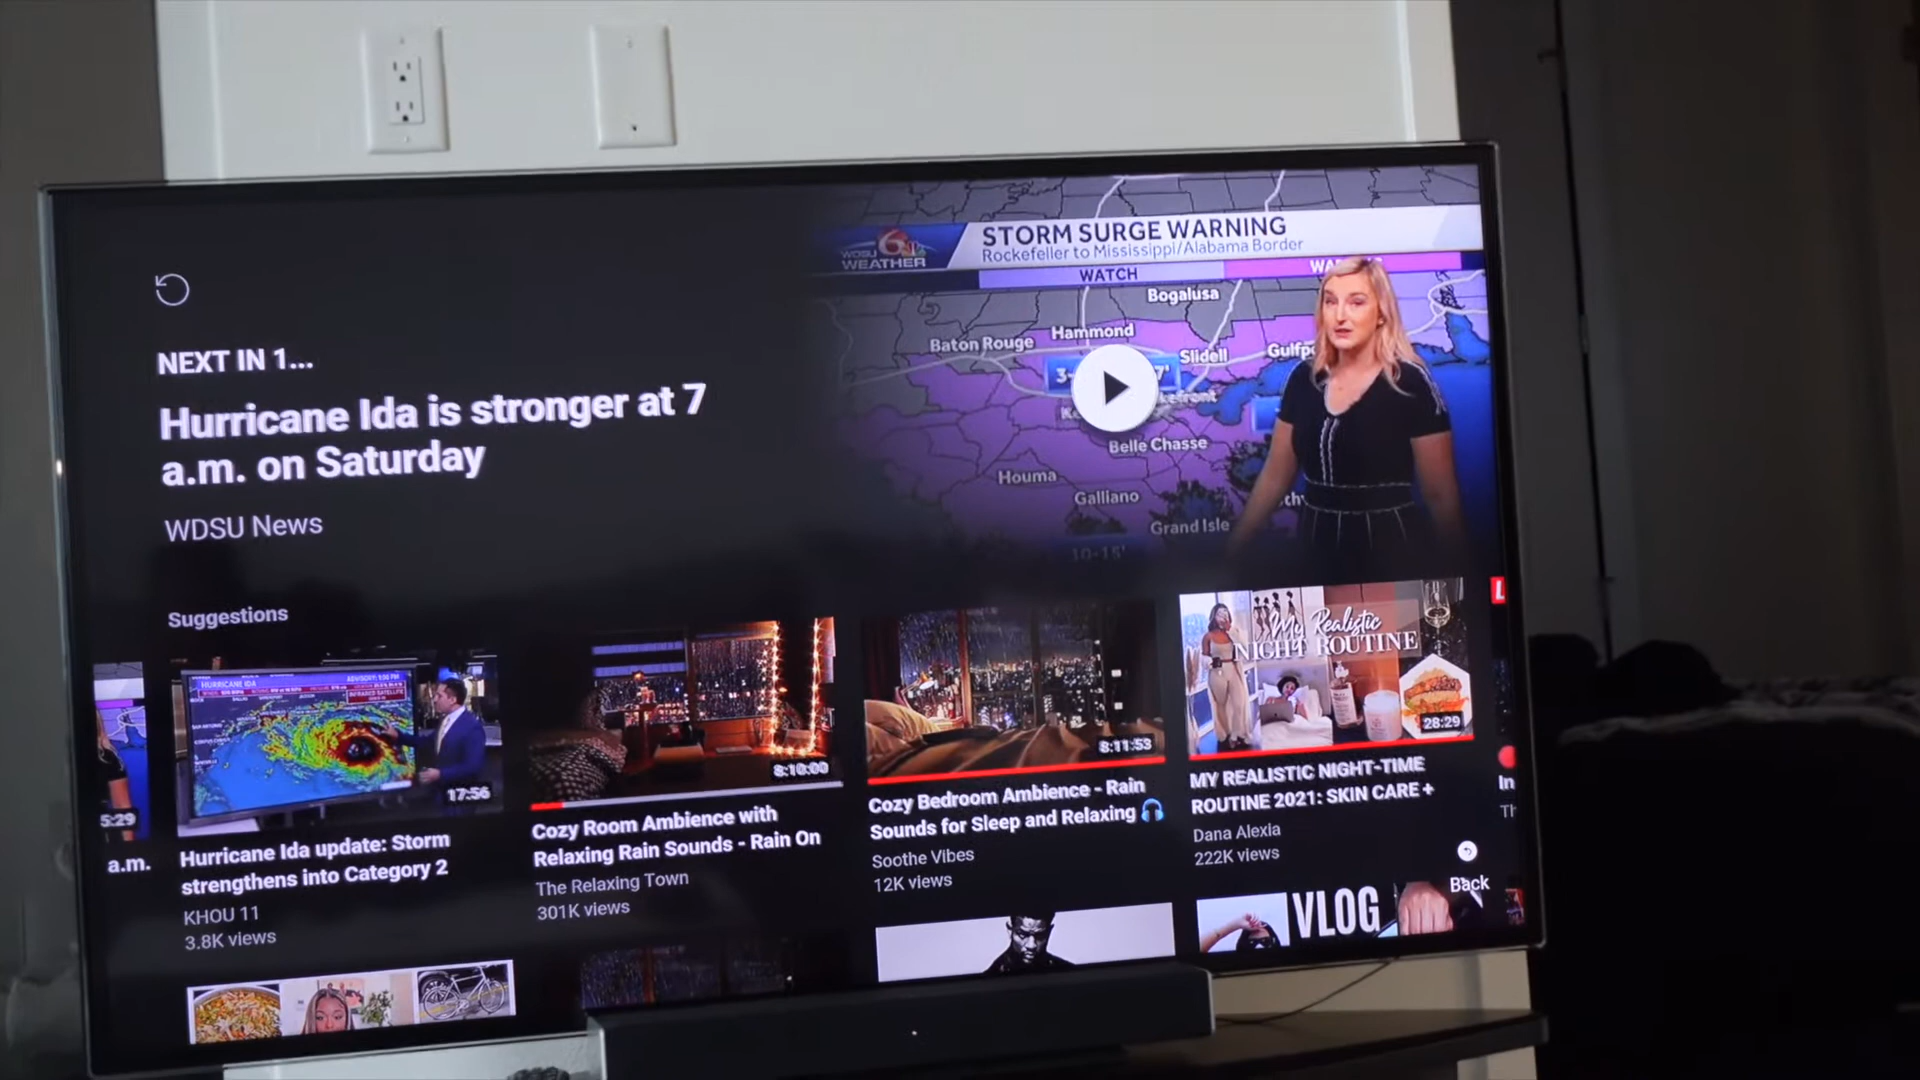 STORM SURGE WARNING
Rockefeller to Mississippi/Alabama Border
WDSU 6
WEATHER
WATCH
Bogalusa
Hammond
Baton Rouge
Slidell
Belle Chasse
Houma
Galliano
Grand Isle
10-15'
NEXT IN 1...
Hurricane Ida is stronger at 7
a.m. on Saturday
WDSU News
Suggestions
5:29
a.m.
HURRICANE IDA
17:56
Hurricane Ida update: Storm
strengthens into Category 2
KHOU 11
3.8K views
8:10:00
Cozy Room Ambience with
Relaxing Rain Sounds - Rain On
The Relaxing Town
301K views
8:11:53
Cozy Bedroom Ambience - Rain
Sounds for Sleep and Relaxing 🎧
Soothe Vibes
12K views
My Realistic
NIGHT ROUTINE
28:29
MY REALISTIC NIGHT-TIME
ROUTINE 2021: SKIN CARE +
Dana Alexia
222K views
Back
VLOG